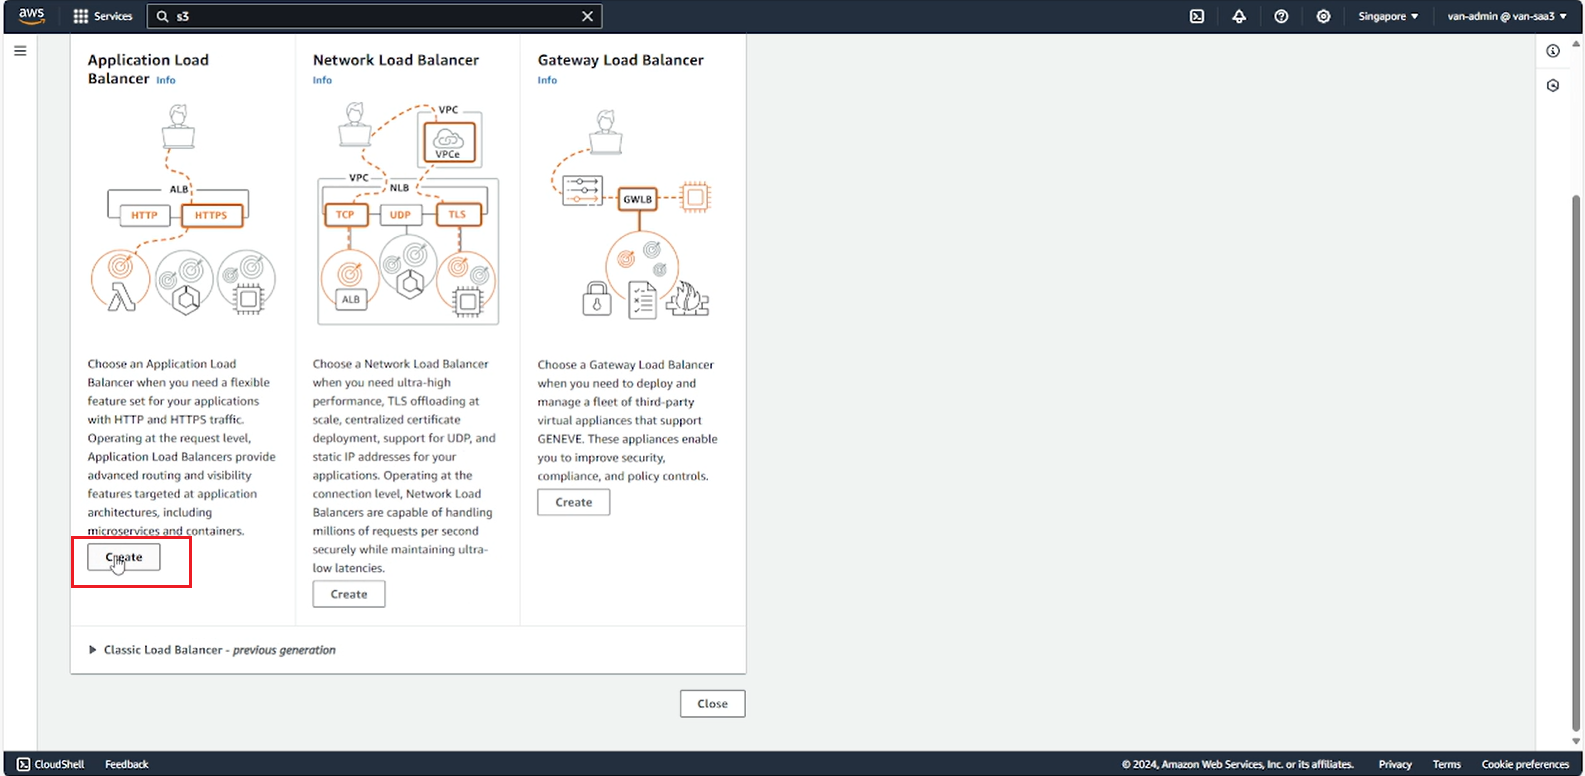 aws
Services
s3
Singapore
van-admin @ van-saa3
Application Load
Balancer Info
ALB
HTTP
HTTPS
Choose an Application Load
Balancer when you need a flexible
feature set for your applications
with HTTP and HTTPS traffic.
Operating at the request level,
Application Load Balancers provide
advanced routing and visibility
features targeted at application
architectures, including
microservices and containers.
Create
Network Load Balancer
Info
VPC
VPCe
VPC
NLB
TCP
UDP
TLS
ALB
Choose a Network Load Balancer
when you need ultra-high
performance, TLS offloading at
scale, centralized certificate
deployment, support for UDP, and
static IP addresses for your
applications. Operating at the
connection level, Network Load
Balancers are capable of handling
millions of requests per second
securely while maintaining ultra-
low latencies.
Create
Gateway Load Balancer
Info
GWLB
Choose a Gateway Load Balancer
when you need to deploy and
manage a fleet of third-party
virtual appliances that support
GENEVE. These appliances enable
you to improve security,
compliance, and policy controls.
Create
Classic Load Balancer - previous generation
Close
CloudShell
Feedback
© 2024, Amazon Web Services, Inc. or its affiliates.
Privacy
Terms
Cookie preferences